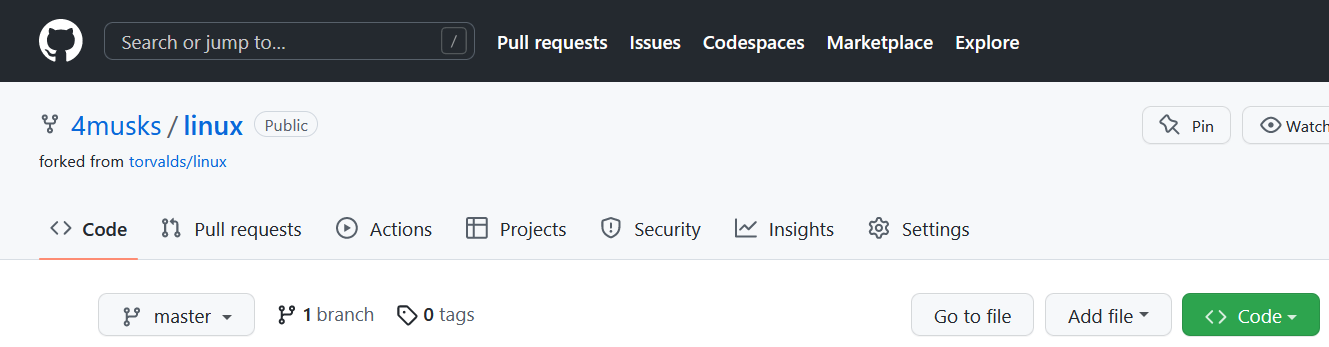 Search or jump to... / Pull requests Issues Codespaces Marketplace Explore
4musks / linux Public Pin Watch
forked from torvalds/linux
Code Pull requests Actions Projects Security Insights Settings
master 1 branch 0 tags Go to file Add file Code